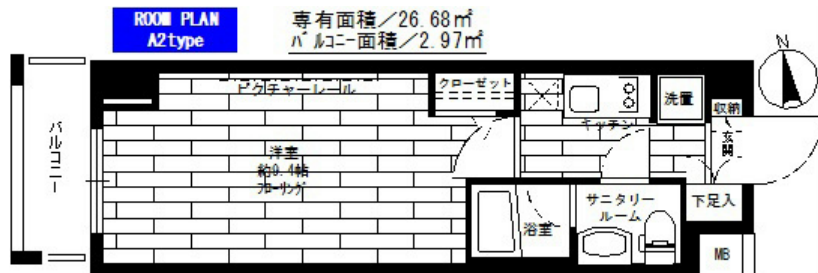 ROOM PLAN
A2type
専有面積／26.68㎡
バルコニー面積／2.97㎡
N
ピクチャーレール
クローゼット
洗置
収納
キッチン
玄関
バルコニー
洋室
約9.4帖
フローリング
サニタリー
ルーム
下足入
浴室
MB